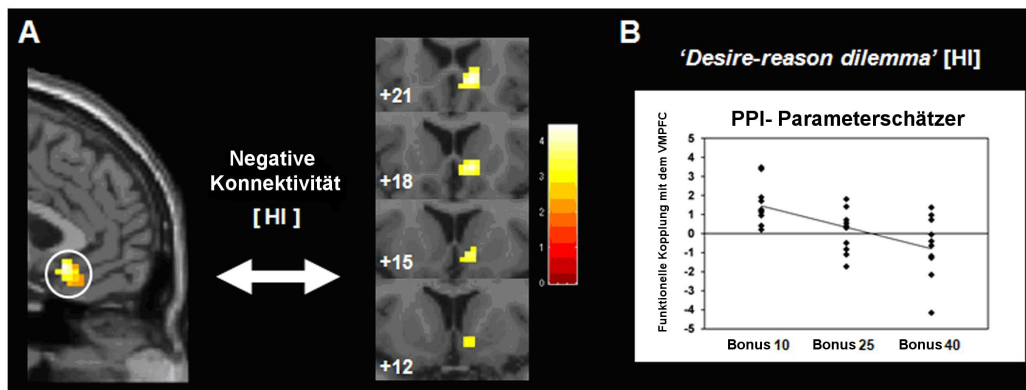 A
Negative
Konnektivität
[ HI ]
+21
+18
+15
+12
4
3
2
1
0
B
'Desire-reason dilemma' [HI]
PPI- Parameterschätzer
Funktionelle Kopplung mit dem VMPFC
5
4
3
2
1
0
-1
-2
-3
-4
-5
Bonus 10 Bonus 25 Bonus 40